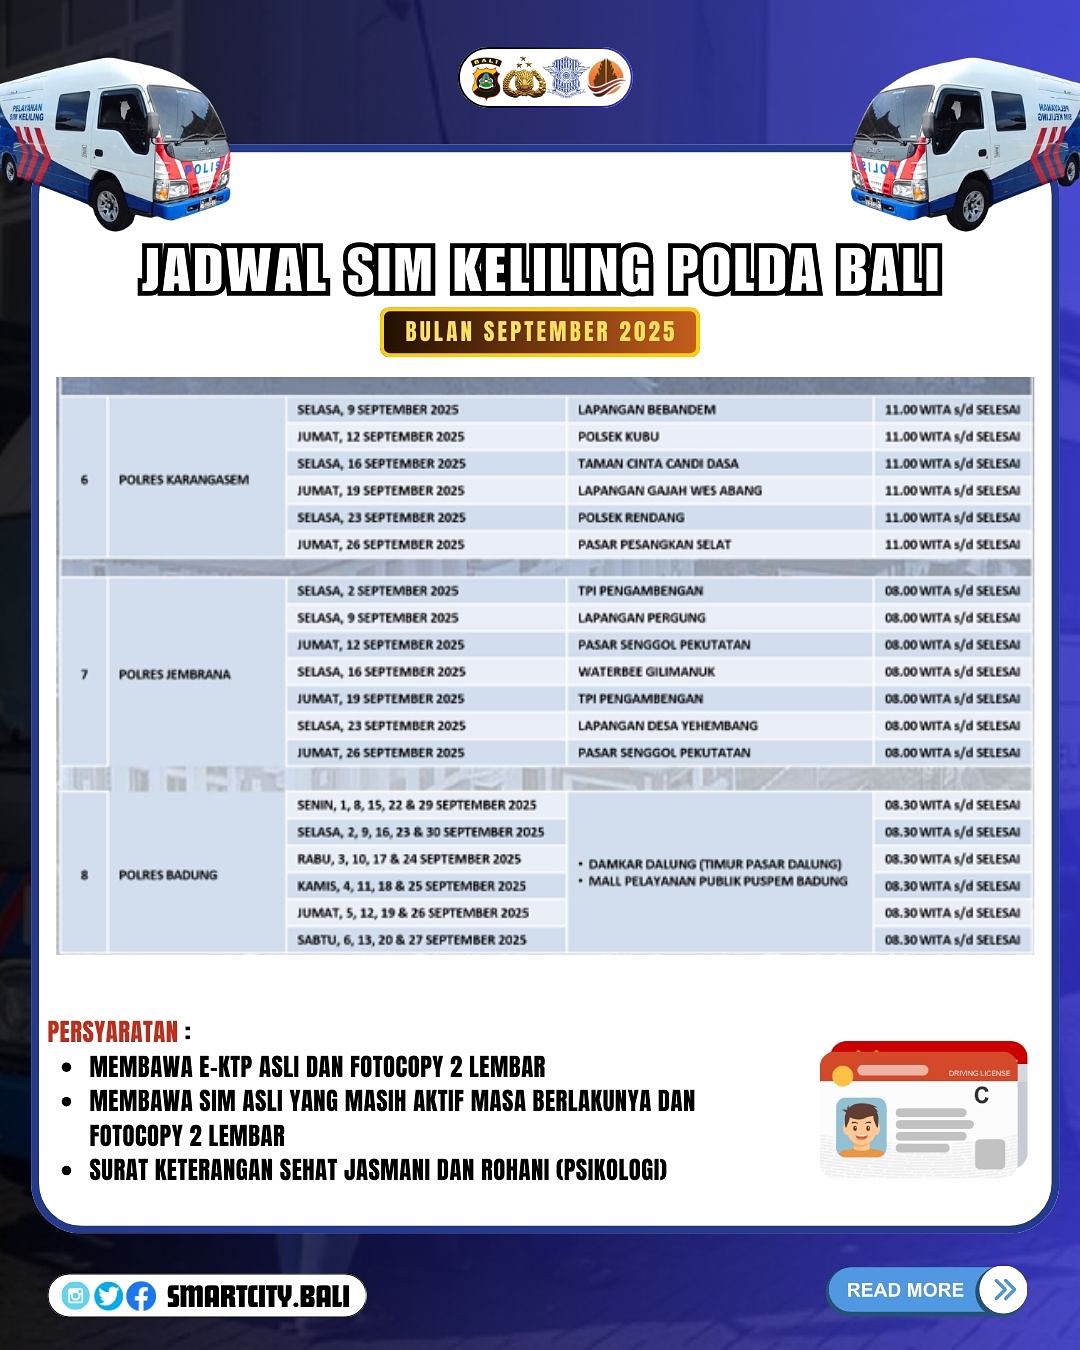 BALI
PELAYANAN
SIM KELILING
POLIS
PELAYANAN
SIM KELILING
POLIS
JADWAL SIM KELILING POLDA BALI
BULAN SEPTEMBER 2025
6 POLRES KARANGASEM
SELASA, 9 SEPTEMBER 2025 LAPANGAN BEBANDEM 11.00 WITA s/d SELESAI
JUMAT, 12 SEPTEMBER 2025 POLSEK KUBU 11.00 WITA s/d SELESAI
SELASA, 16 SEPTEMBER 2025 TAMAN CINTA CANDI DASA 11.00 WITA s/d SELESAI
JUMAT, 19 SEPTEMBER 2025 LAPANGAN GAJAH WES ABANG 11.00 WITA s/d SELESAI
SELASA, 23 SEPTEMBER 2025 POLSEK RENDANG 11.00 WITA s/d SELESAI
JUMAT, 26 SEPTEMBER 2025 PASAR PESANGKAN SELAT 11.00 WITA s/d SELESAI
7 POLRES JEMBRANA
SELASA, 2 SEPTEMBER 2025 TPI PENGAMBENGAN 08.00 WITA s/d SELESAI
SELASA, 9 SEPTEMBER 2025 LAPANGAN PERGUNG 08.00 WITA s/d SELESAI
JUMAT, 12 SEPTEMBER 2025 PASAR SENGGOL PEKUTATAN 08.00 WITA s/d SELESAI
SELASA, 16 SEPTEMBER 2025 WATERBEE GILIMANUK 08.00 WITA s/d SELESAI
JUMAT, 19 SEPTEMBER 2025 TPI PENGAMBENGAN 08.00 WITA s/d SELESAI
SELASA, 23 SEPTEMBER 2025 LAPANGAN DESA YEHEMBANG 08.00 WITA s/d SELESAI
JUMAT, 26 SEPTEMBER 2025 PASAR SENGGOL PEKUTATAN 08.00 WITA s/d SELESAI
8 POLRES BADUNG
SENIN, 1, 8, 15, 22 & 29 SEPTEMBER 2025 08.30 WITA s/d SELESAI
SELASA, 2, 9, 16, 23 & 30 SEPTEMBER 2025 08.30 WITA s/d SELESAI
RABU, 3, 10, 17 & 24 SEPTEMBER 2025 08.30 WITA s/d SELESAI
• DAMKAR DALUNG (TIMUR PASAR DALUNG)
• MALL PELAYANAN PUBLIK PUSPEM BADUNG
KAMIS, 4, 11, 18 & 25 SEPTEMBER 2025 08.30 WITA s/d SELESAI
JUMAT, 5, 12, 19 & 26 SEPTEMBER 2025 08.30 WITA s/d SELESAI
SABTU, 6, 13, 20 & 27 SEPTEMBER 2025 08.30 WITA s/d SELESAI
PERSYARATAN :
• MEMBAWA E-KTP ASLI DAN FOTOCOPY 2 LEMBAR
• MEMBAWA SIM ASLI YANG MASIH AKTIF MASA BERLAKUNYA DAN
FOTOCOPY 2 LEMBAR
• SURAT KETERANGAN SEHAT JASMANI DAN ROHANI (PSIKOLOGI)
DRIVING LICENSE
C
SMARTCITY.BALI
READ MORE